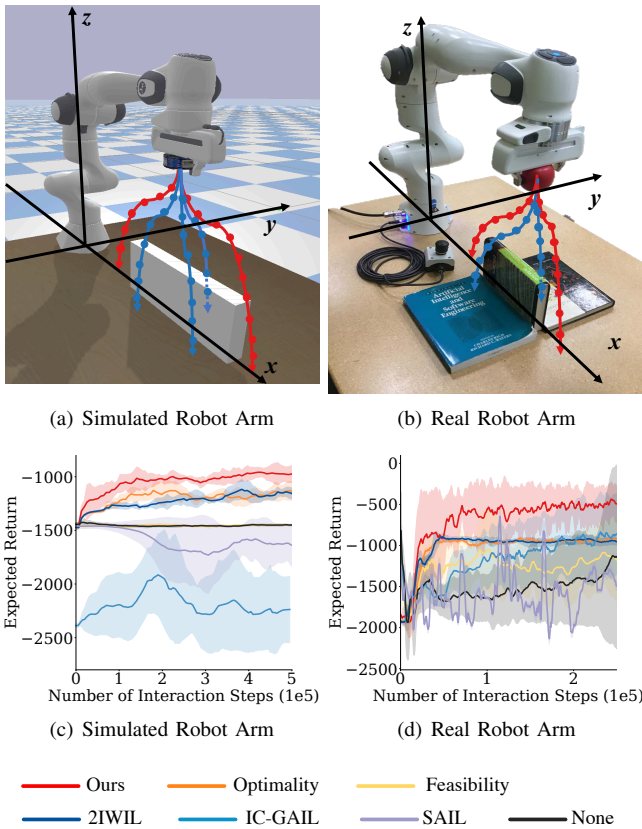 z
y
x
z
y
x
Artificial
Intelligence
and
Software
Engineering
(a) Simulated Robot Arm
(b) Real Robot Arm
−1000
−1500
−2000
−2500
Expected Return
0 1 2 3 4 5
Number of Interaction Steps (1e5)
(c) Simulated Robot Arm
0
−500
−1000
−1500
−2000
−2500
Expected Return
0 1 2
Number of Interaction Steps (1e5)
(d) Real Robot Arm
Ours Optimality Feasibility
2IWIL IC-GAIL SAIL None